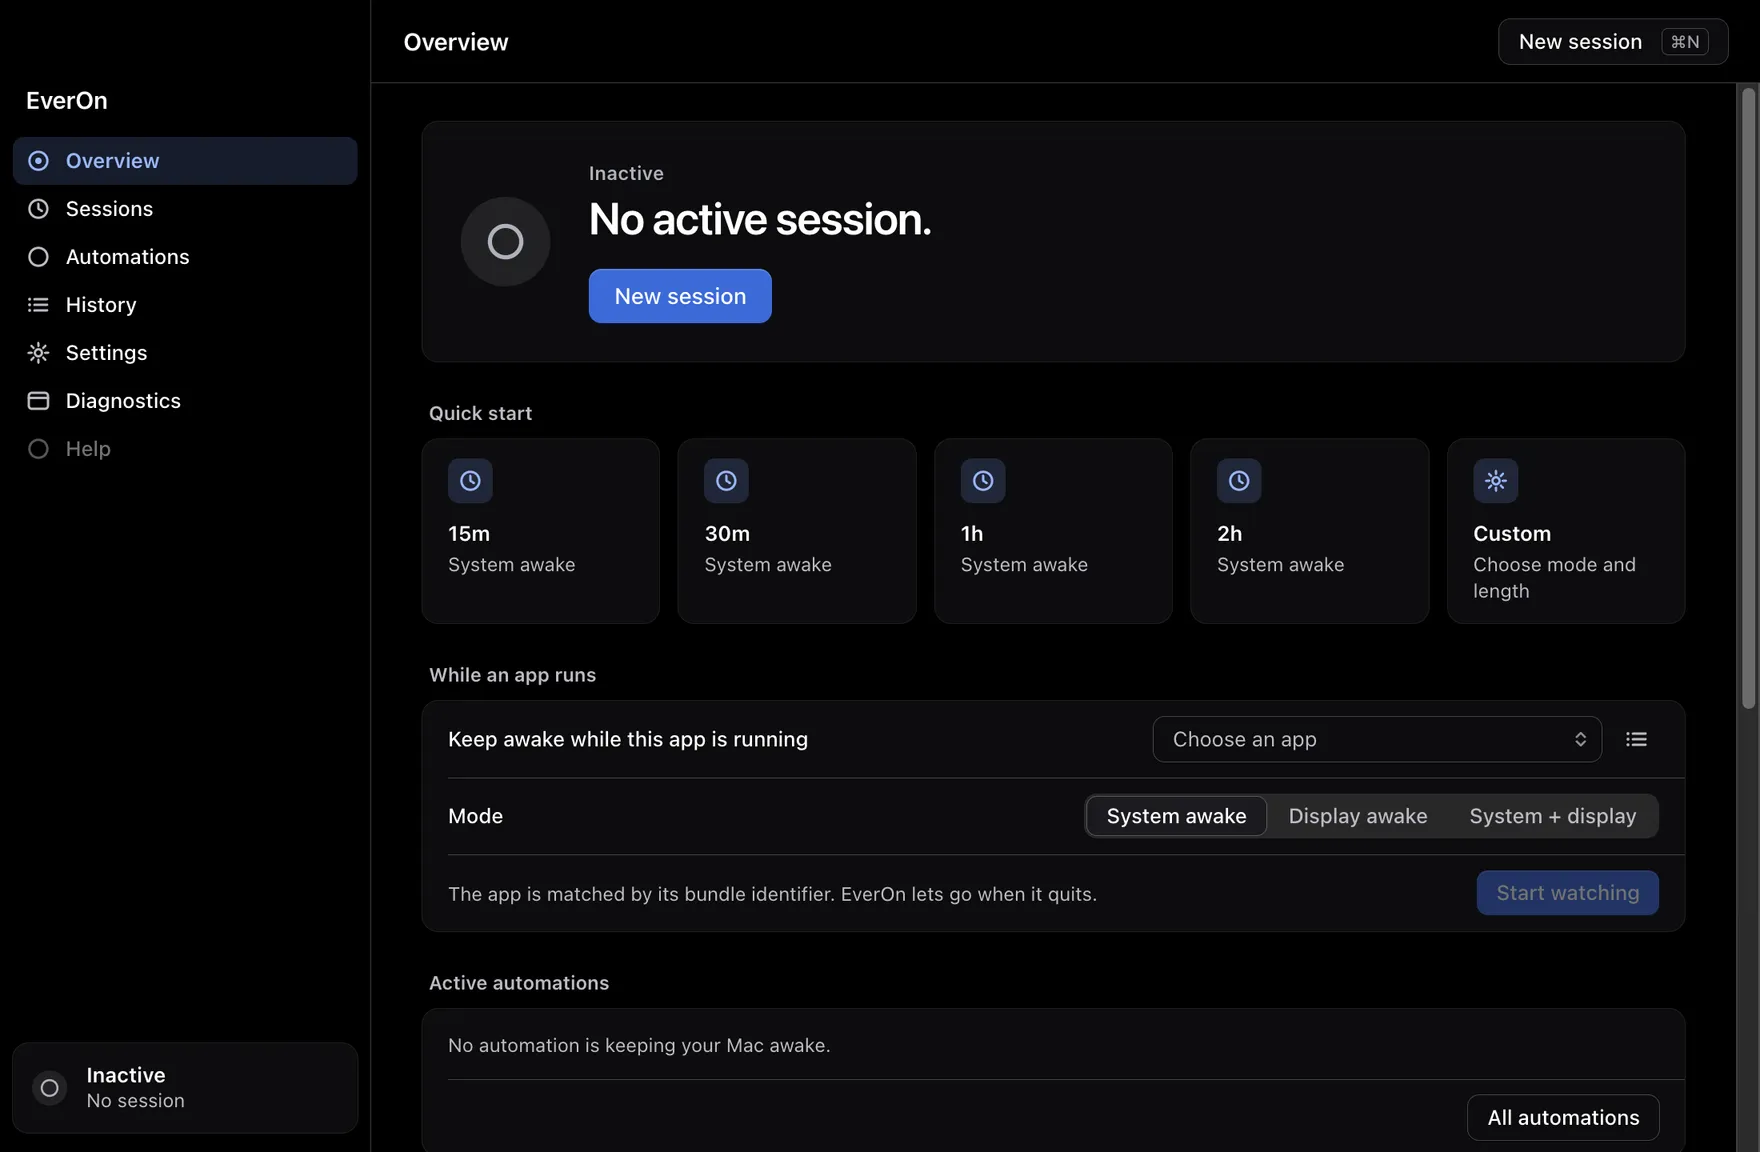 Overview
New session ⌘N
EverOn
Overview
Sessions
Automations
History
Settings
Diagnostics
Help
Inactive
No session
Inactive
No active session.
New session
Quick start
15m
System awake
30m
System awake
1h
System awake
2h
System awake
Custom
Choose mode and
length
While an app runs
Keep awake while this app is running
Choose an app
Mode
System awake
Display awake
System + display
The app is matched by its bundle identifier. EverOn lets go when it quits.
Start watching
Active automations
No automation is keeping your Mac awake.
All automations